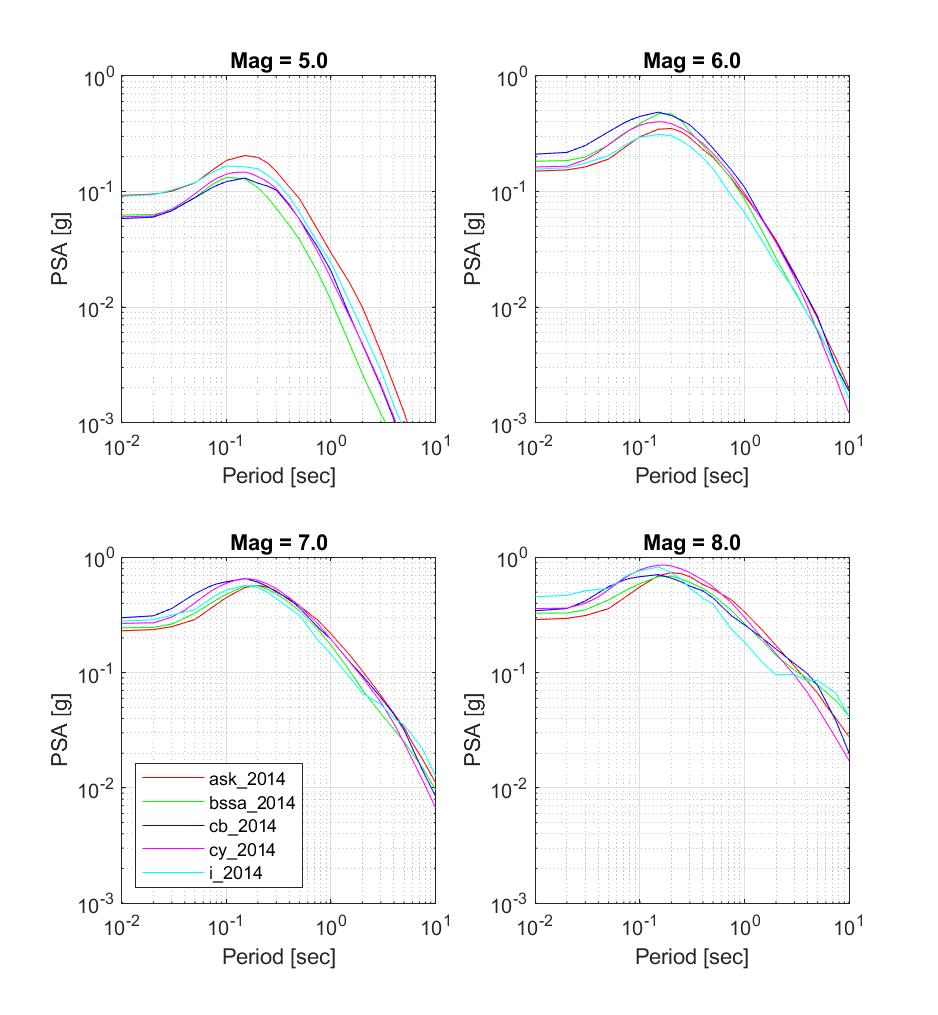 Mag = 5.0
PSA [g]
10^0
10^-1
10^-2
10^-3
10^-2
10^-1
10^0
10^1
Period [sec]
Mag = 6.0
PSA [g]
10^0
10^-1
10^-2
10^-3
10^-2
10^-1
10^0
10^1
Period [sec]
Mag = 7.0
PSA [g]
10^0
10^-1
10^-2
10^-3
ask_2014
bssa_2014
cb_2014
cy_2014
i_2014
10^-2
10^-1
10^0
10^1
Period [sec]
Mag = 8.0
PSA [g]
10^0
10^-1
10^-2
10^-3
10^-2
10^-1
10^0
10^1
Period [sec]